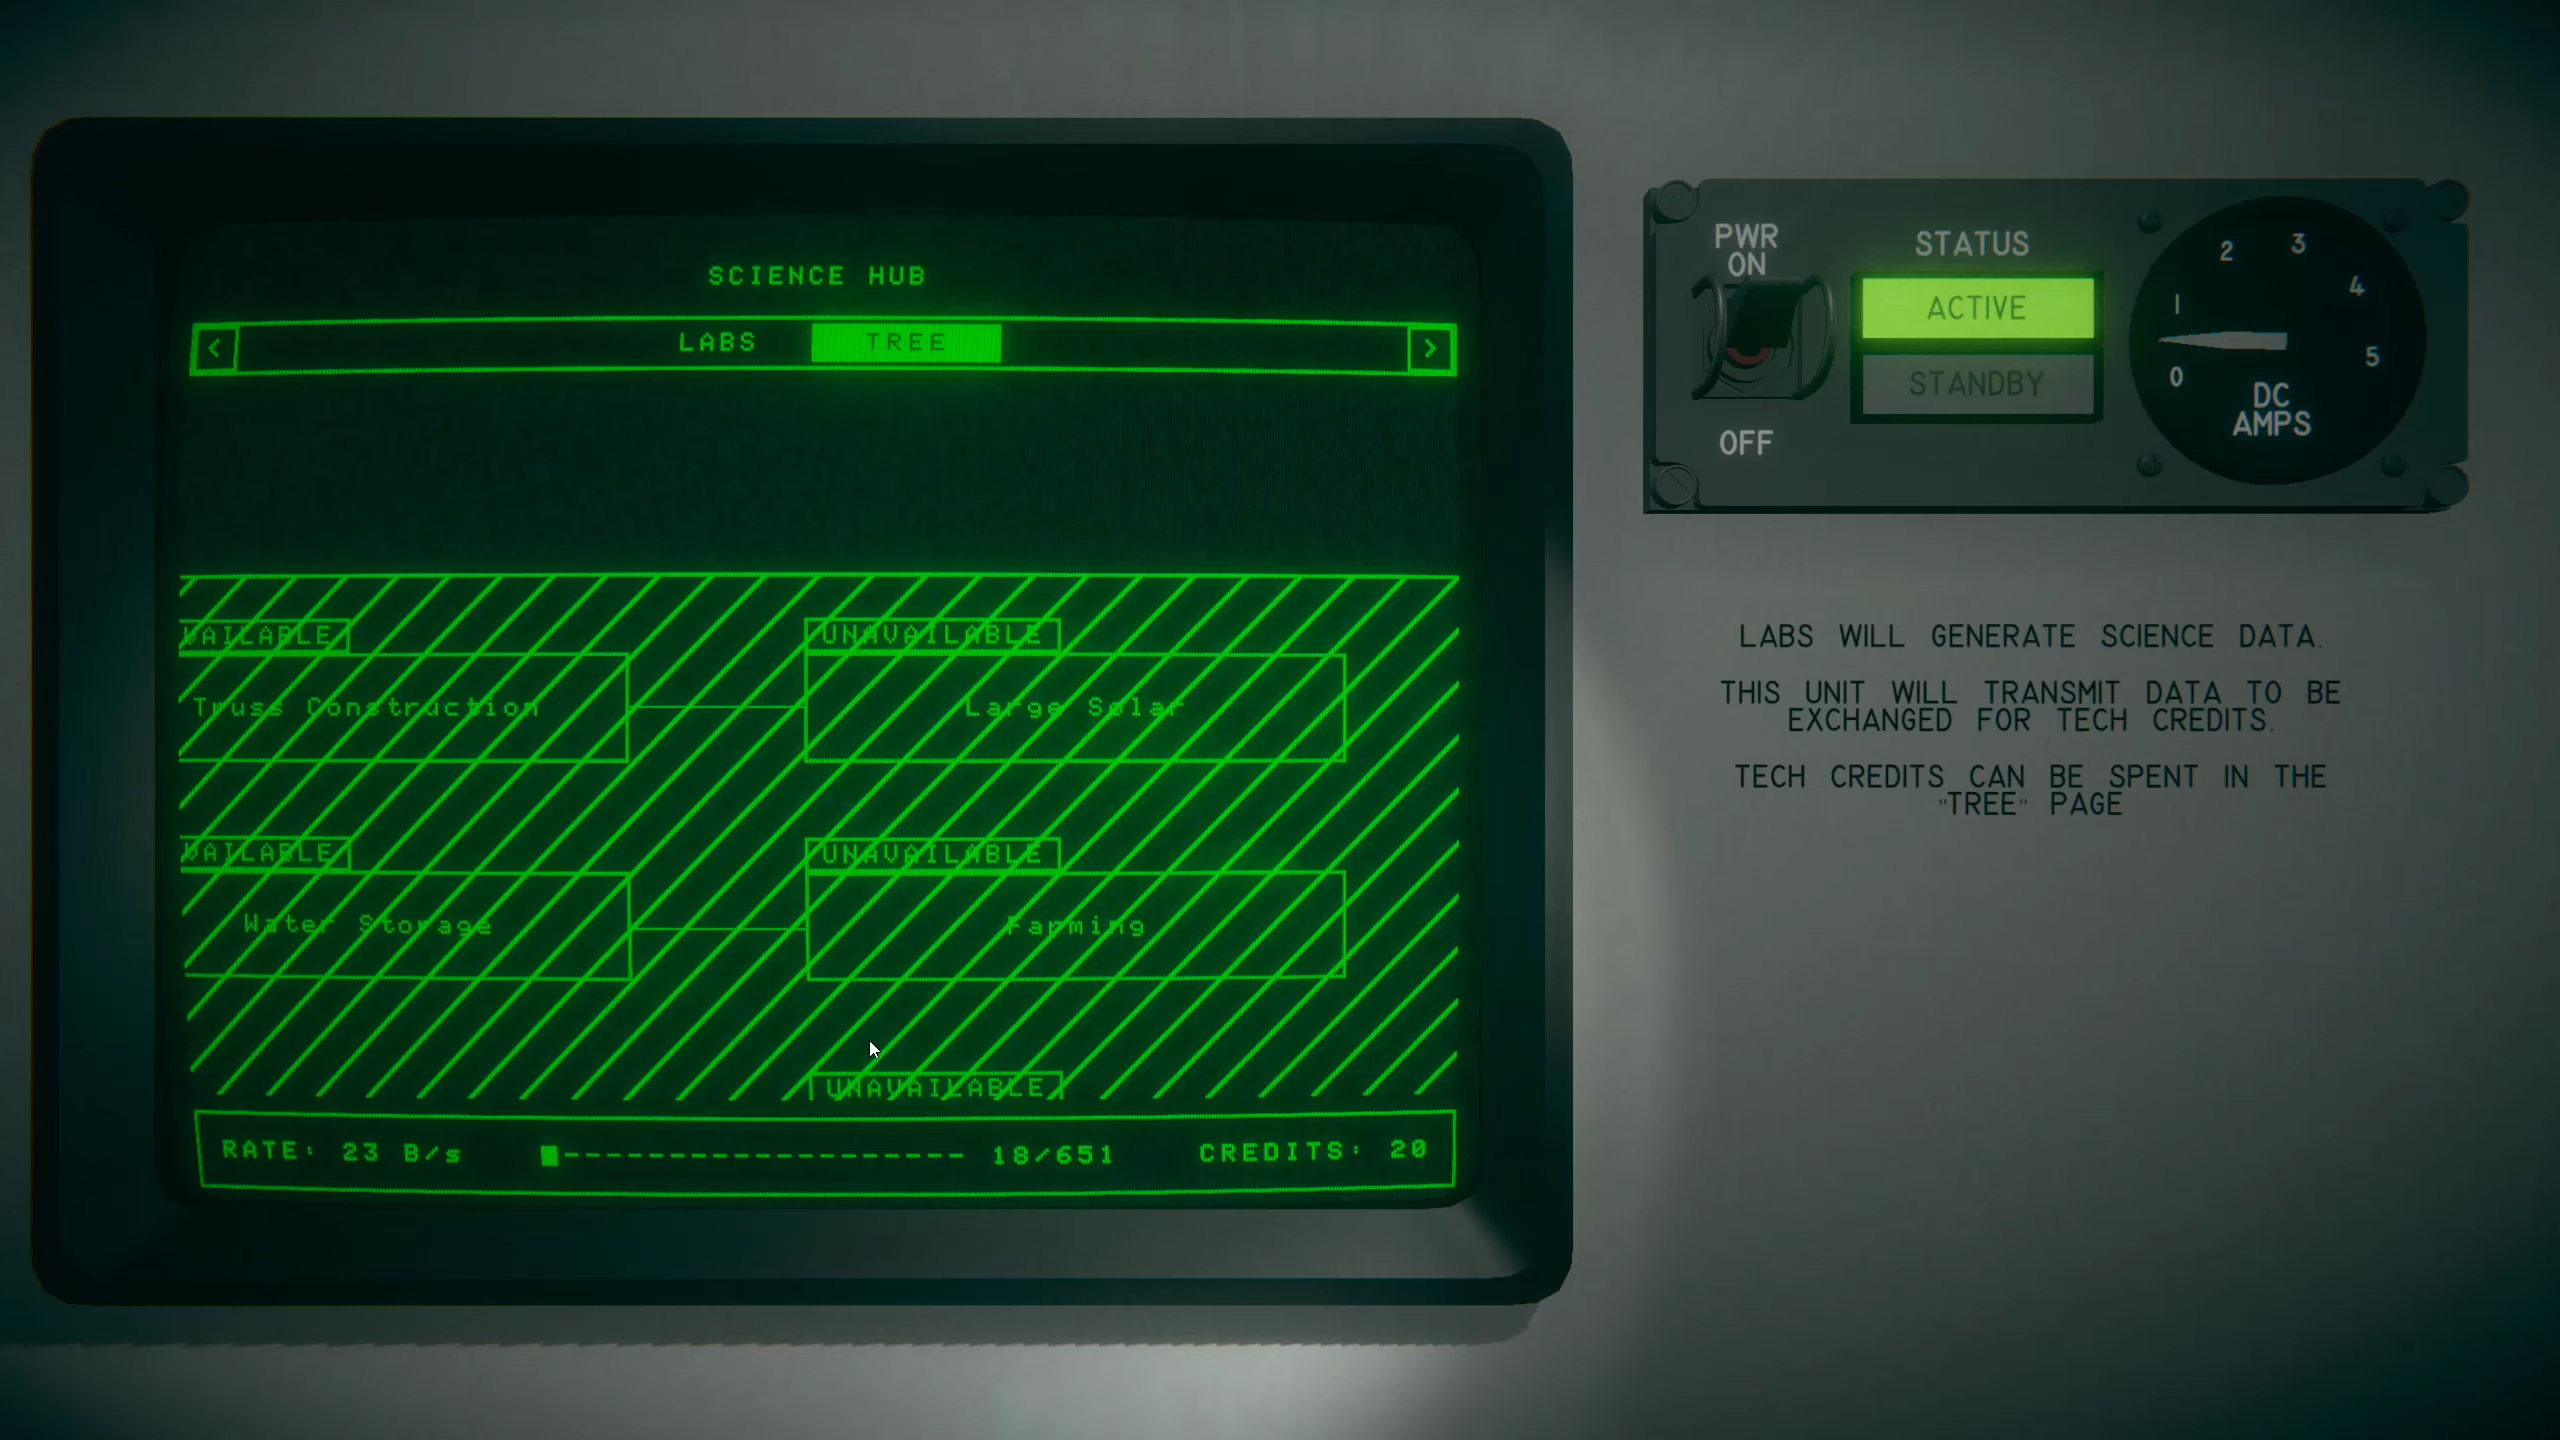 SCIENCE HUB
< LABS TREE >
VAILABLE
UNAVAILABLE
Truss Construction
Large Solar
VAILABLE
UNAVAILABLE
Water Storage
Farming
UNAVAILABLE
RATE: 23 B/s
18/651
CREDITS: 20
PWR
ON
OFF
STATUS
ACTIVE
STANDBY
0
1
2
3
4
5
DC
AMPS
LABS WILL GENERATE SCIENCE DATA.
THIS UNIT WILL TRANSMIT DATA TO BE
EXCHANGED FOR TECH CREDITS.
TECH CREDITS CAN BE SPENT IN THE
"TREE" PAGE